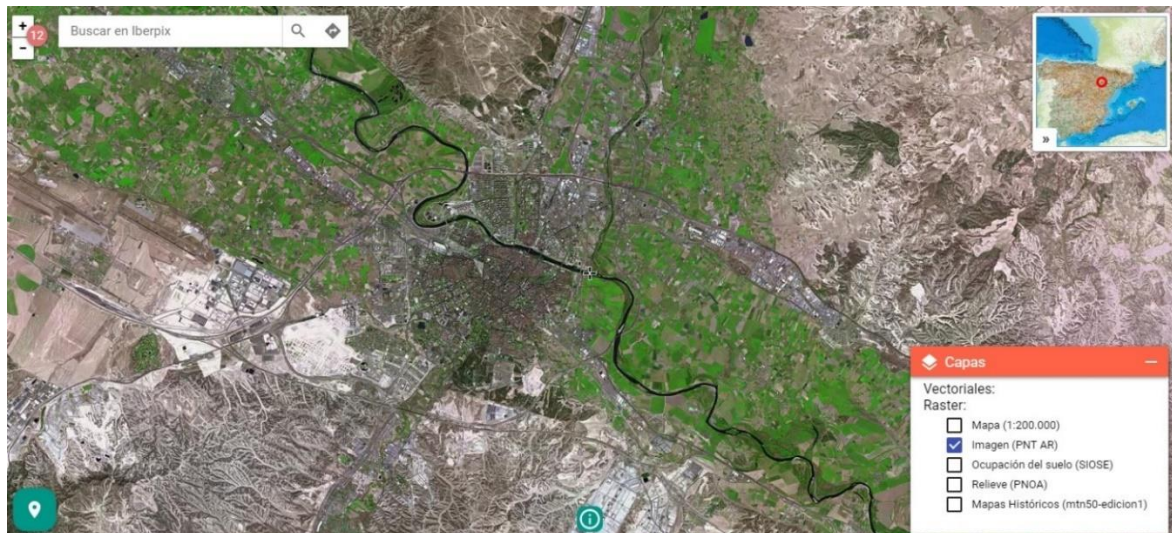 +
12
−
Buscar en Iberpix
»
Capas
Vectoriales:
Raster:
Mapa (1:200.000)
Imagen (PNT AR)
Ocupación del suelo (SIOSE)
Relieve (PNOA)
Mapas Históricos (mtn50-edicion1)